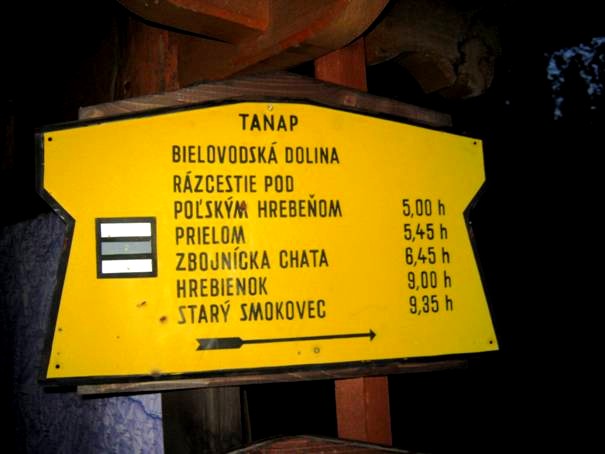 TANAP
BIELOVODSKÁ DOLINA
RÁZCESTIE POD
POĽSKÝM HREBEŇOM 5,00 h
PRIELOM 5,45 h
ZBOJNÍCKA CHATA 6,45 h
HREBIENOK 9,00 h
STARÝ SMOKOVEC 9,35 h